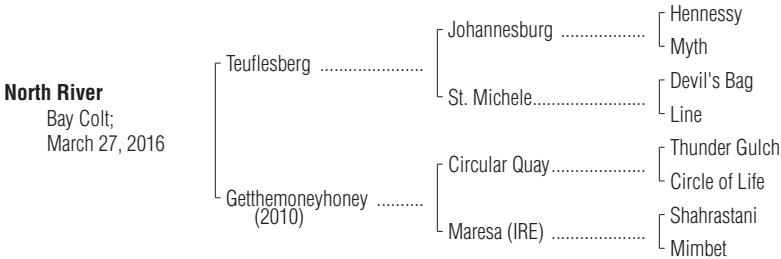 Hennessy
Johannesburg ..................
Myth
Teuflesberg ......................
Devil's Bag
St. Michele........................
Line
North River
Bay Colt;
March 27, 2016
Thunder Gulch
Circular Quay....................
Circle of Life
Getthemoneyhoney ..........
(2010)
Shahrastani
Maresa (IRE) ....................
Mimbet